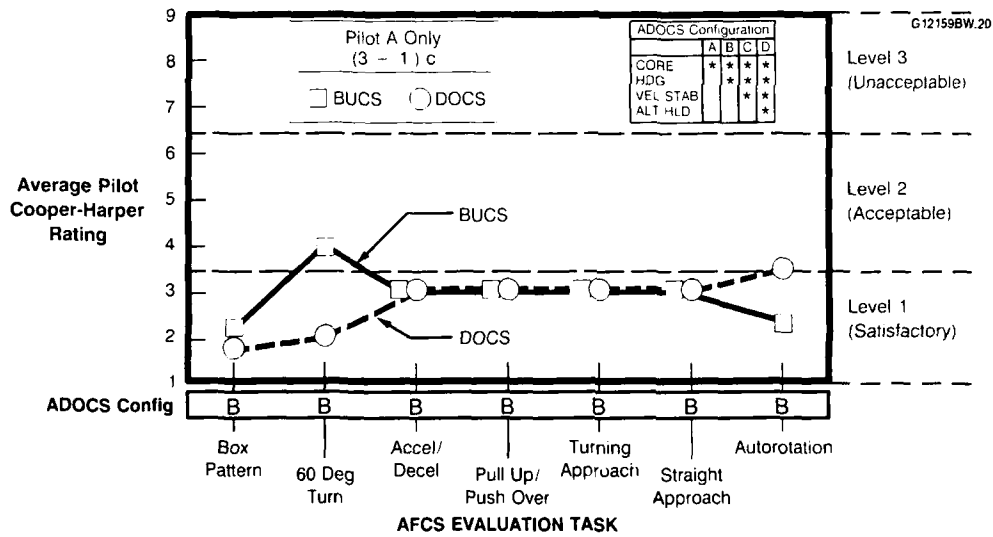 G12159BW.20
Pilot A Only
(3 - 1) c
BUCS DOCS
ADOCS Configuration
A B C D
CORE * * * *
HDG * * *
VEL STAB * *
ALT HLD *
9
8
7
6
5
4
3
2
1
Average Pilot
Cooper-Harper
Rating
Level 3
(Unacceptable)
Level 2
(Acceptable)
Level 1
(Satisfactory)
BUCS
DOCS
ADOCS Config B B B B B B B
Box
Pattern
60 Deg
Turn
Accel/
Decel
Pull Up/
Push Over
Turning
Approach
Straight
Approach
Autorotation
AFCS EVALUATION TASK